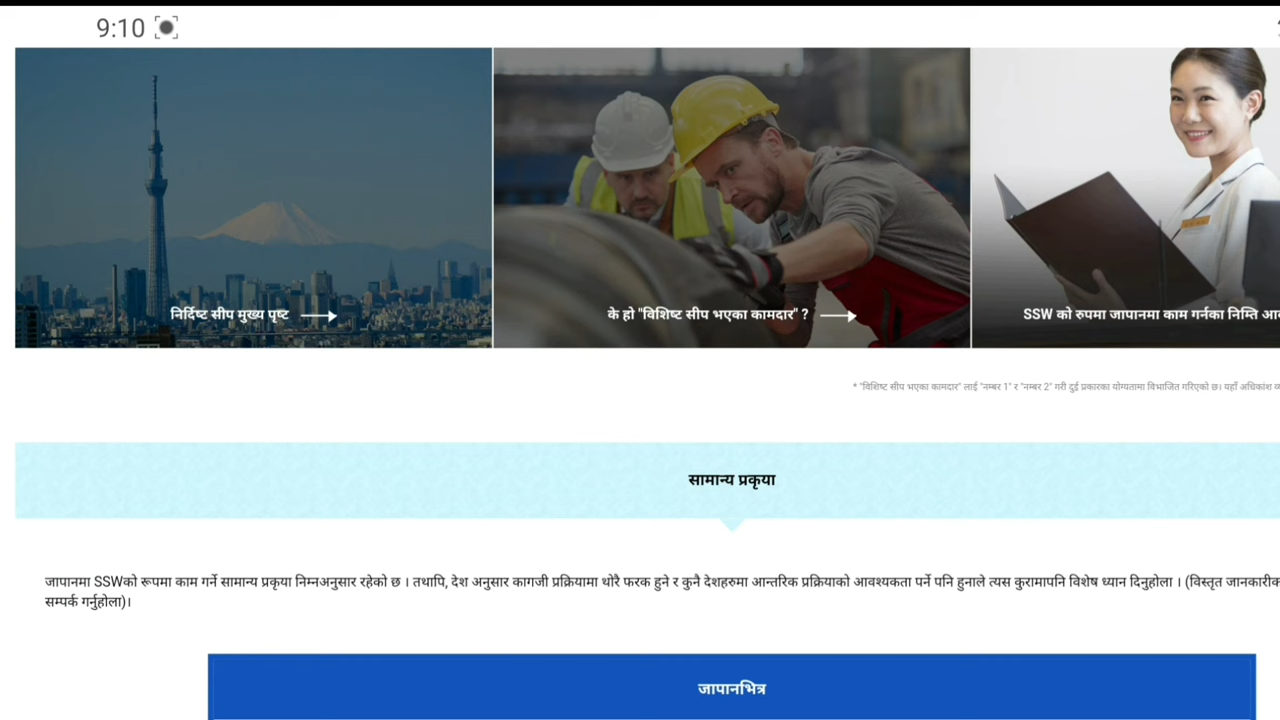 9:10
निर्दिष्ट सीप मुख्य पृष्ट
के हो "विशिष्ट सीप भएका कामदार" ?
SSW को रुपमा जापानमा काम गर्नका निम्ति
* "विशिष्ट सीप भएका कामदार" लाई "नम्बर 1" र "नम्बर 2" गरी दुई प्रकारका योग्यतामा विभाजित गरिएको छ। यहाँ अधिकांश
सामान्य प्रकृया
जापानमा SSWको रूपमा काम गर्ने सामान्य प्रकृया निम्नअनुसार रहेको छ । तथापि, देश अनुसार कागजी प्रक्रियामा थोरै फरक हुने र कुनै देशहरुमा आन्तरिक प्रक्रियाको आवश्यकता पर्ने पनि हुनाले त्यस कुरामापनि विशेष ध्यान दिनुहोला । (विस्तृत
सम्पर्क गर्नुहोला)।
जापानभित्र